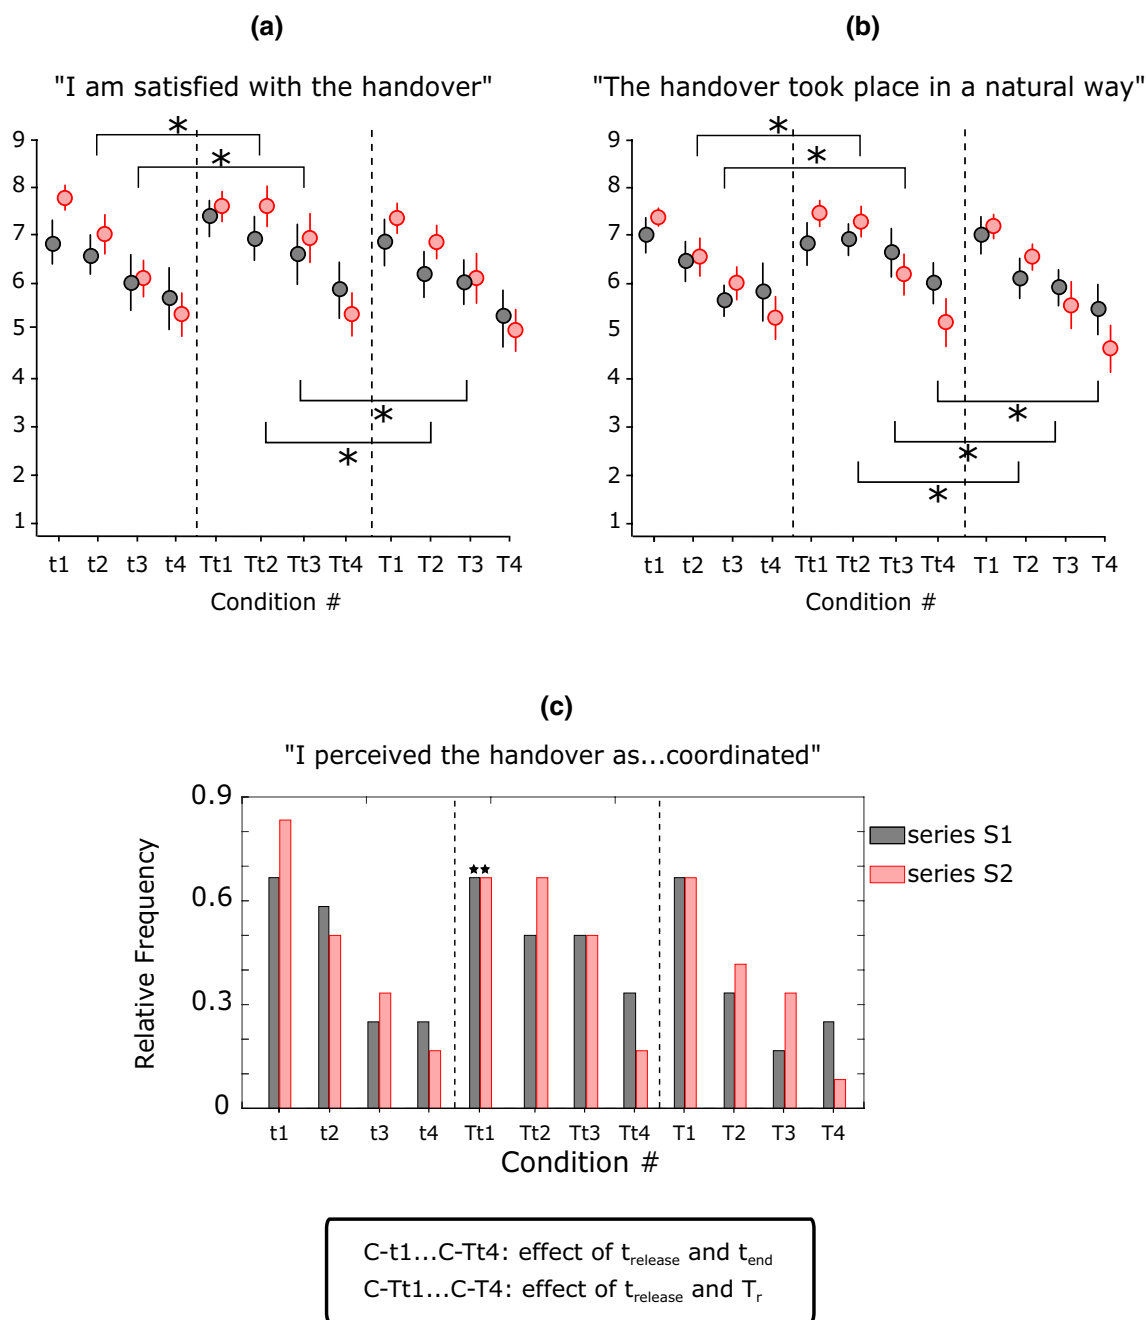 (a)
"I am satisfied with the handover"
9
8
7
6
5
4
3
2
1
* * * *
t1 t2 t3 t4 Tt1 Tt2 Tt3 Tt4 T1 T2 T3 T4
Condition #
(b)
"The handover took place in a natural way"
9
8
7
6
5
4
3
2
1
* * * * *
t1 t2 t3 t4 Tt1 Tt2 Tt3 Tt4 T1 T2 T3 T4
Condition #
(c)
"I perceived the handover as...coordinated"
Relative Frequency
0.9
0.6
0.3
0
★★
t1 t2 t3 t4 Tt1 Tt2 Tt3 Tt4 T1 T2 T3 T4
Condition #
series S1
series S2
C-t1...C-Tt4: effect of t_release and t_end
C-Tt1...C-T4: effect of t_release and T_r